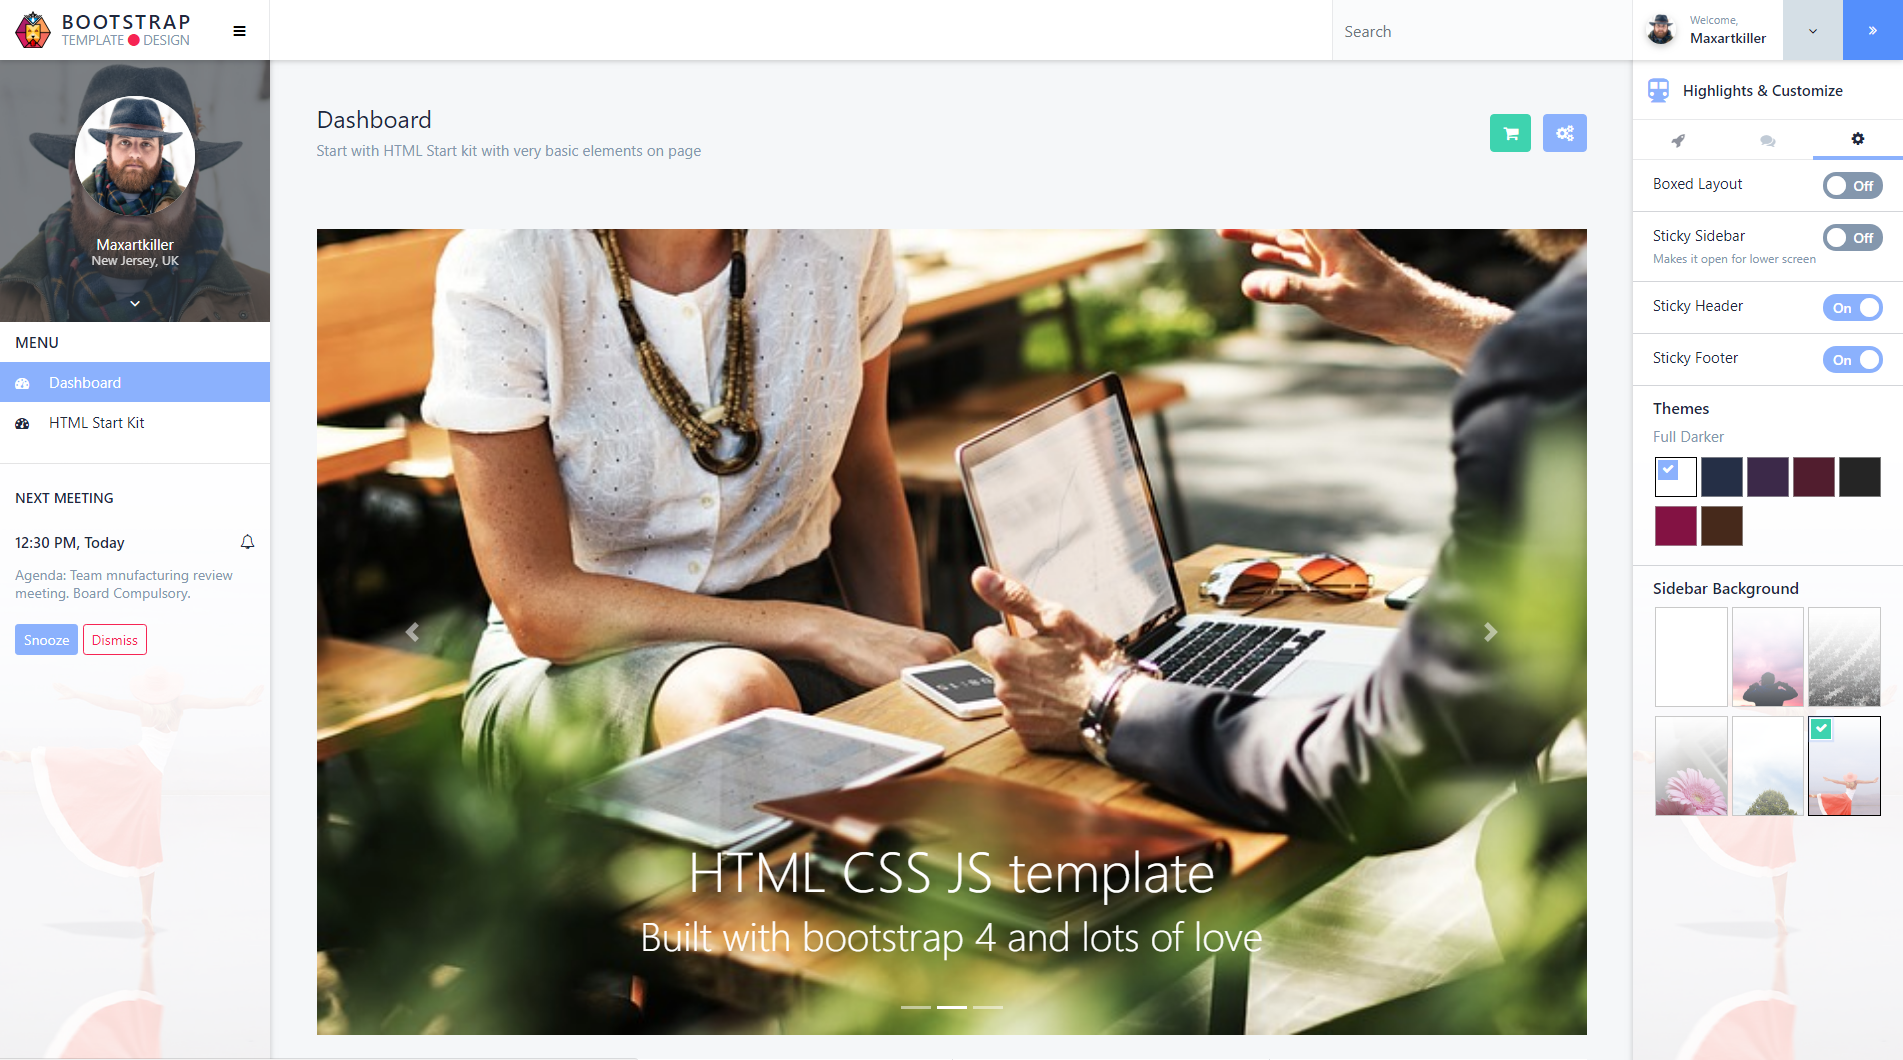 BOOTSTRAP
TEMPLATE DESIGN
Search
Welcome,
Maxartkiller
Maxartkiller
New Jersey, UK
MENU
Dashboard
HTML Start Kit
NEXT MEETING
12:30 PM, Today
Agenda: Team mnufacturing review
meeting. Board Compulsory.
Snooze Dismiss
Dashboard
Start with HTML Start kit with very basic elements on page
HTML CSS JS template
Built with bootstrap 4 and lots of love
Highlights & Customize
Boxed Layout Off
Sticky Sidebar Off
Makes it open for lower screen
Sticky Header On
Sticky Footer On
Themes
Full Darker
Sidebar Background